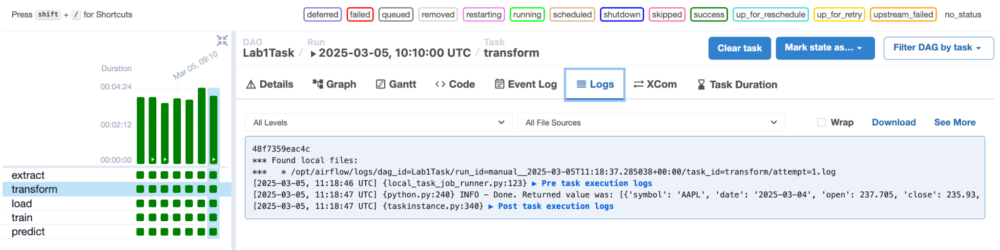 Press shift + / for Shortcuts
deferred failed queued removed restarting running scheduled shutdown skipped success up_for_reschedule up_for_retry upstream_failed no_status
DAG Run Task
Lab1Task / 2025-03-05, 10:10:00 UTC / transform
Clear task
Mark state as...
Filter DAG by task
Mar 05, 09:10
Duration
00:04:24
00:02:12
00:00:00
extract
transform
load
train
predict
Details Graph Gantt Code Event Log Logs XCom Task Duration
All Levels All File Sources Wrap Download See More
48f7359eac4c
*** Found local files:
***   * /opt/airflow/logs/dag_id=Lab1Task/run_id=manual__2025-03-05T11:18:37.285038+00:00/task_id=transform/attempt=1.log
[2025-03-05, 11:18:46 UTC] {local_task_job_runner.py:123} ▶ Pre task execution logs
[2025-03-05, 11:18:47 UTC] {python.py:240} INFO - Done. Returned value was: [{'symbol': 'AAPL', 'date': '2025-03-04', 'open': 237.705, 'close': 235.93,
[2025-03-05, 11:18:47 UTC] {taskinstance.py:340} ▶ Post task execution logs